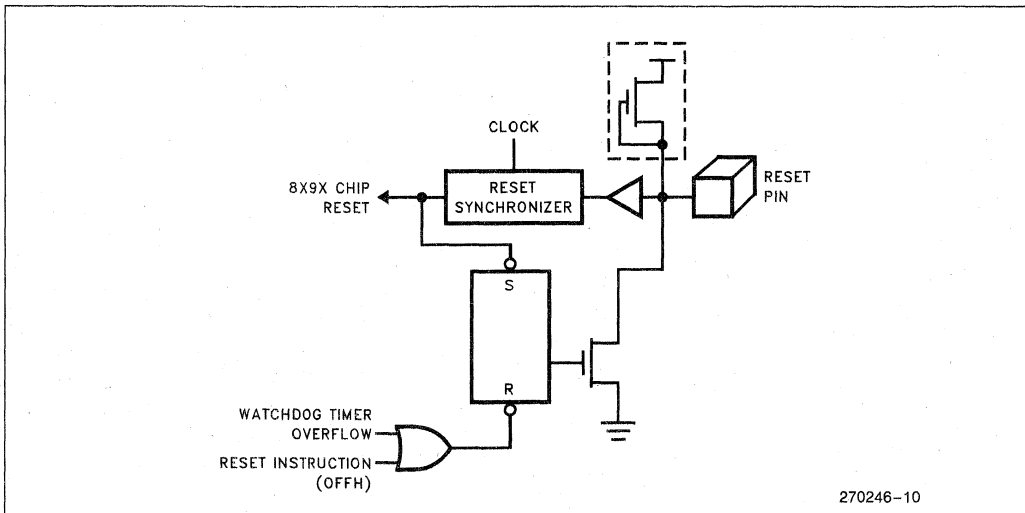 CLOCK
8X9X CHIP
RESET
RESET
SYNCHRONIZER
RESET
PIN
S
R
WATCHDOG TIMER
OVERFLOW
RESET INSTRUCTION
(OFFH)
270246-10